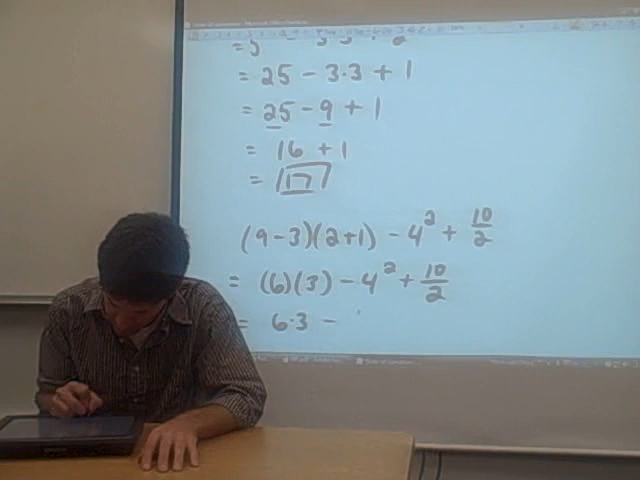 = 25 - 3·3 + 1
= 25 - 9 + 1
= 16 + 1
= 17
(9-3)(2+1) - 4² + 10/2
= (6)(3) - 4² + 10/2
= 6·3 -